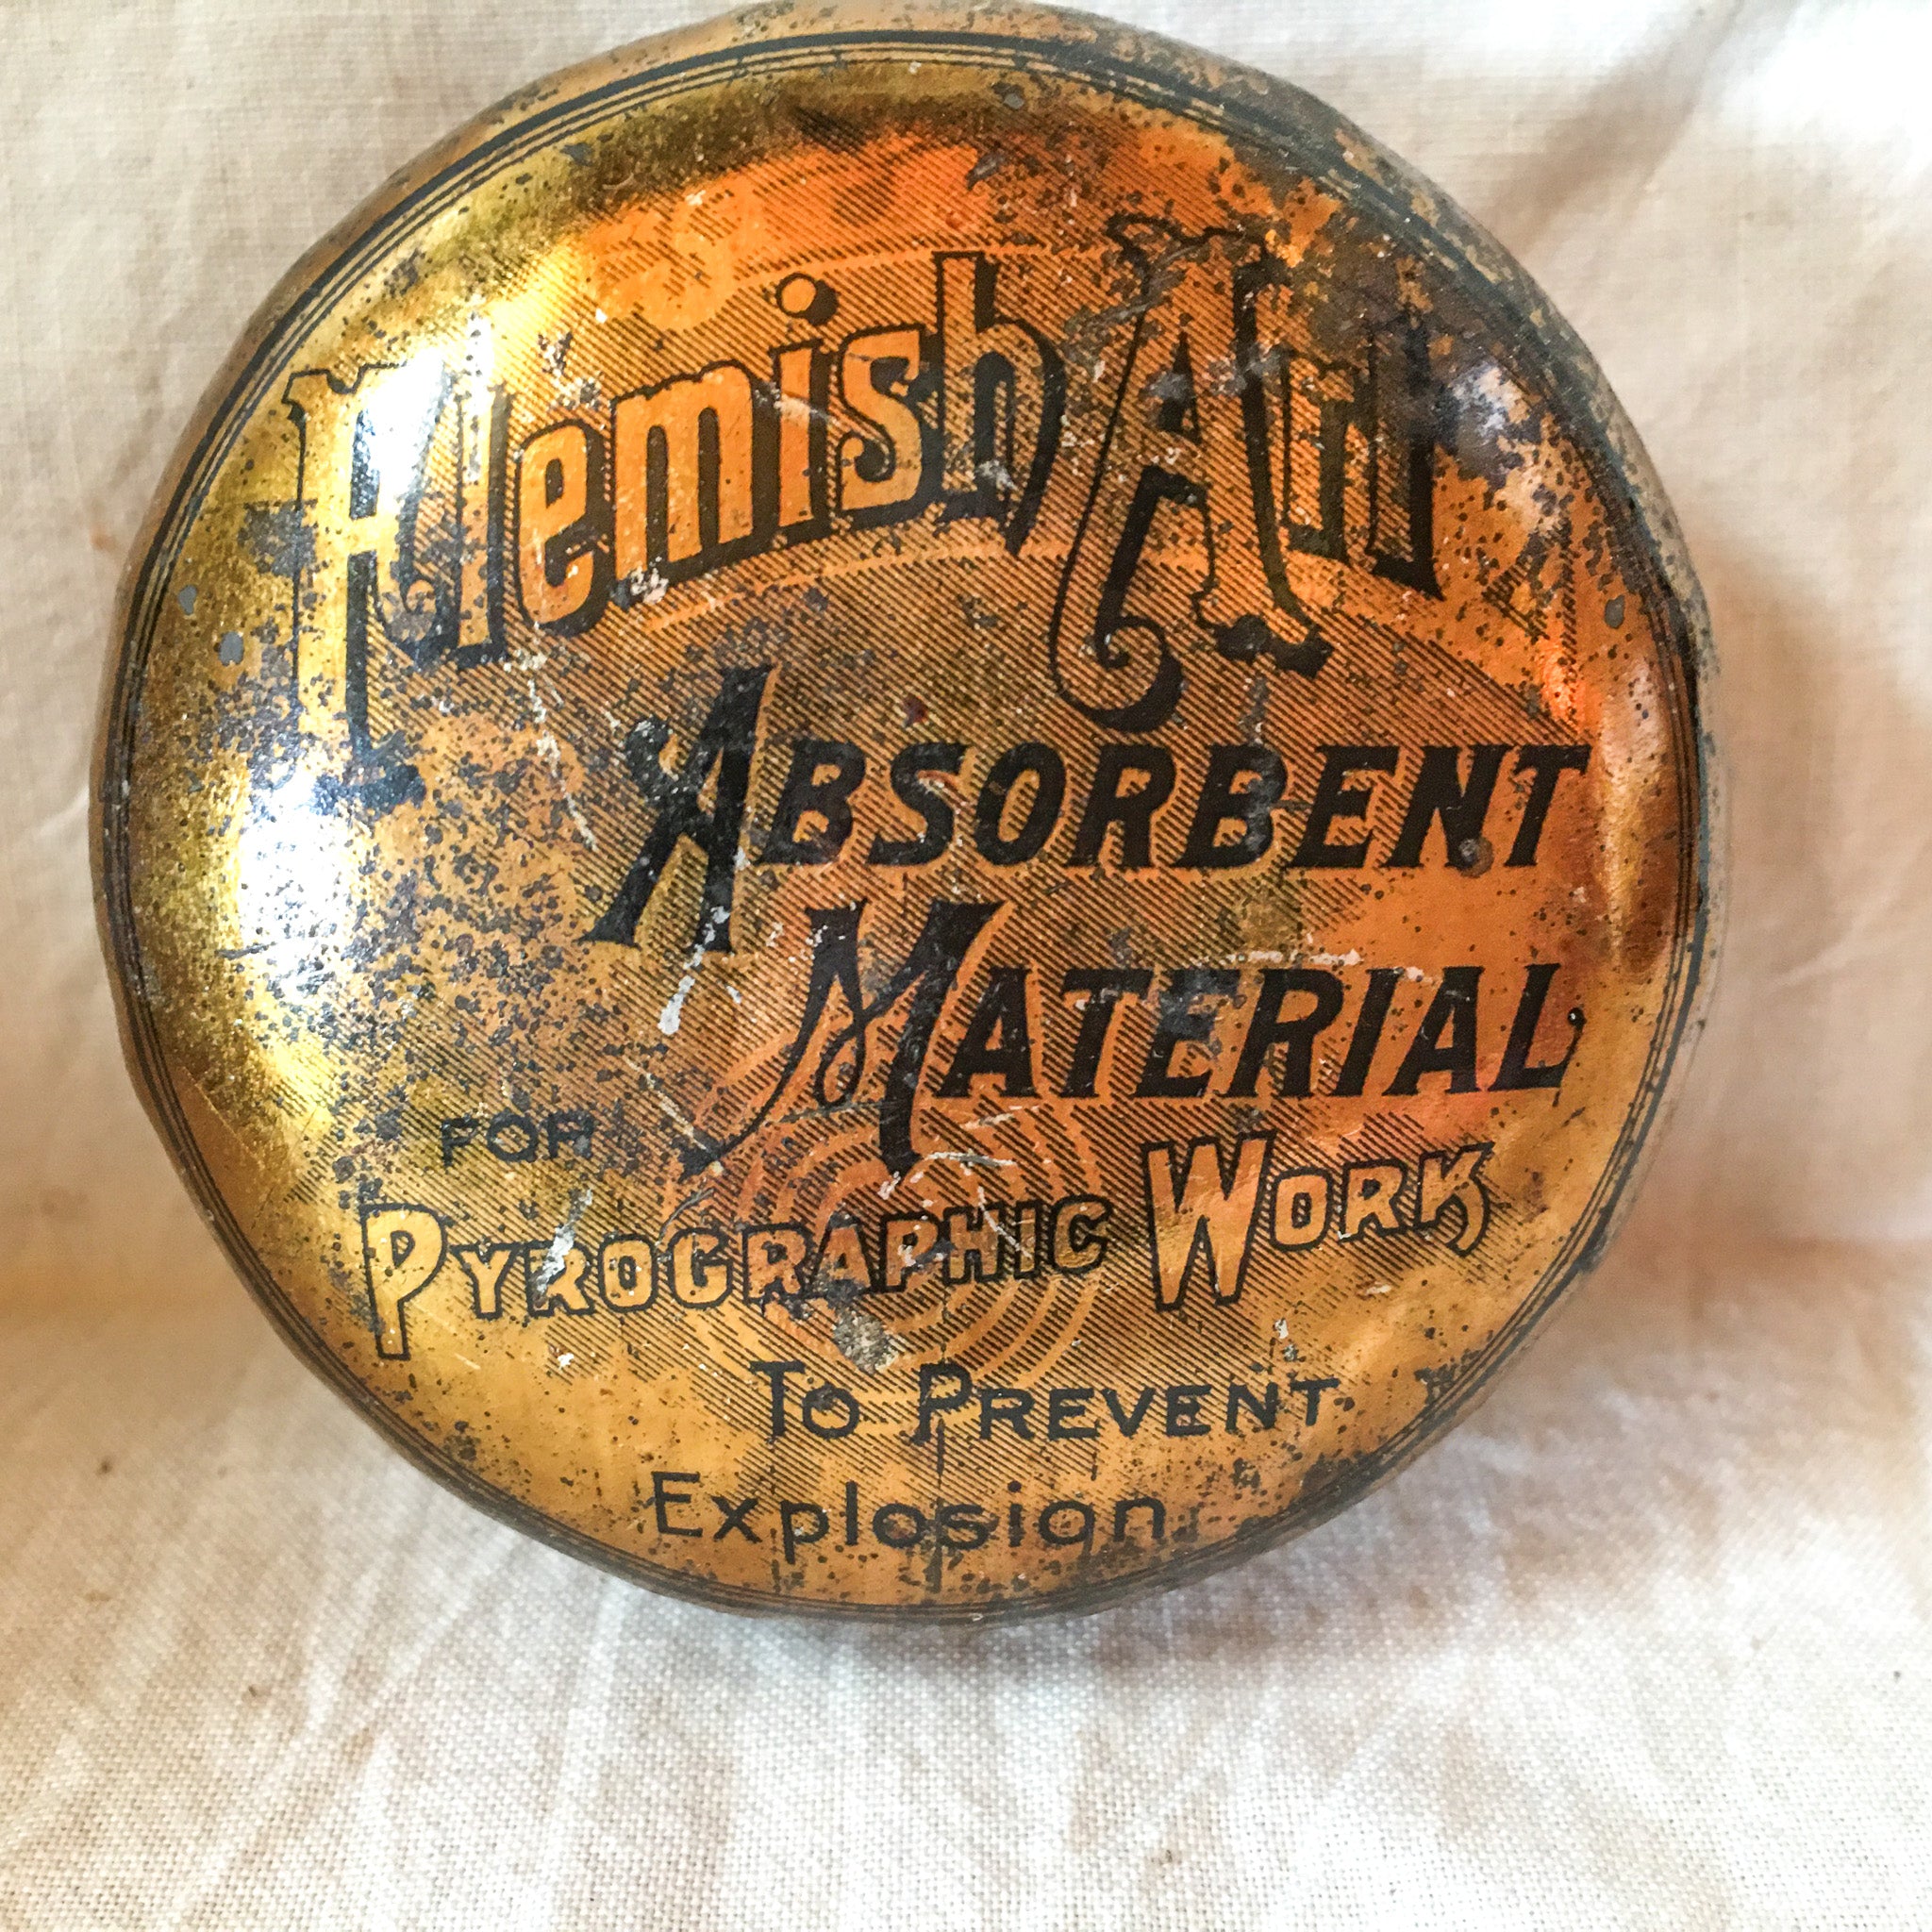 Flemish Art
ABSORBENT
MATERIAL
FOR
PYROGRAPHIC WORK
TO PREVENT
Explosion